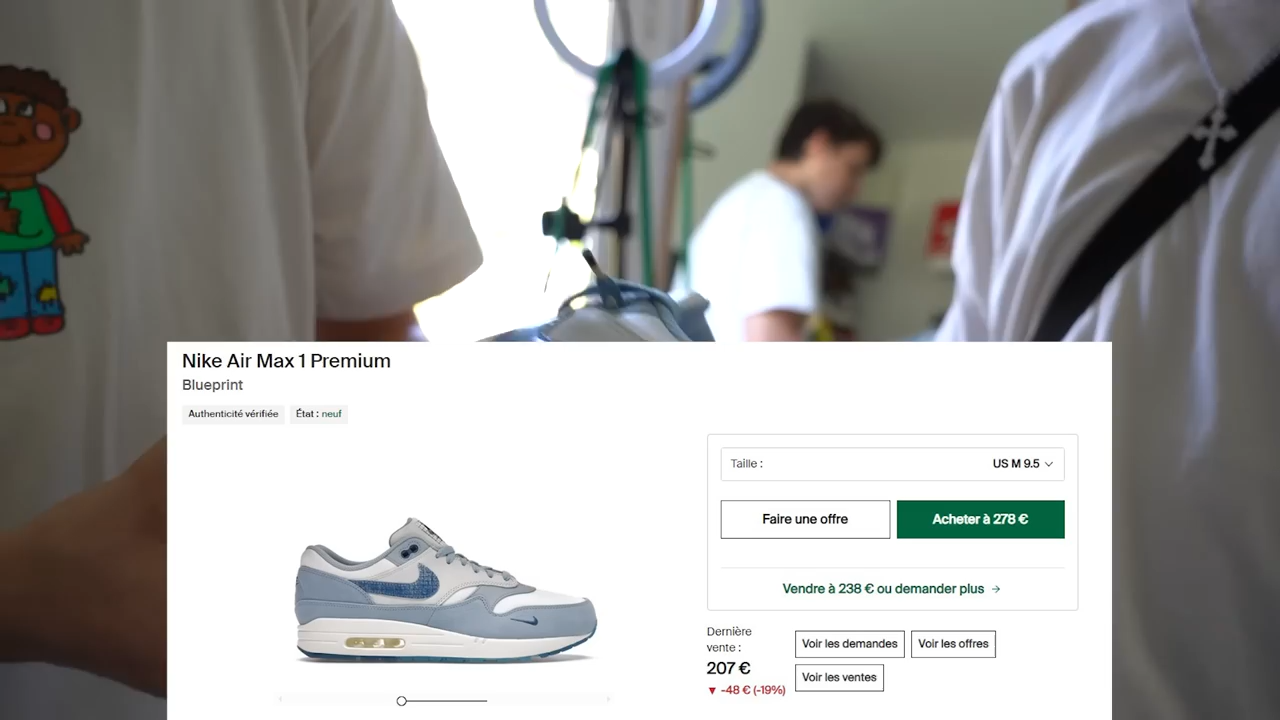 Nike Air Max 1 Premium
Blueprint
Authenticité vérifiée
État : neuf
Taille :
US M 9.5
Faire une offre
Acheter à 278 €
Vendre à 238 € ou demander plus →
Dernière
vente :
207 €
▼ -48 € (-19%)
Voir les demandes
Voir les offres
Voir les ventes